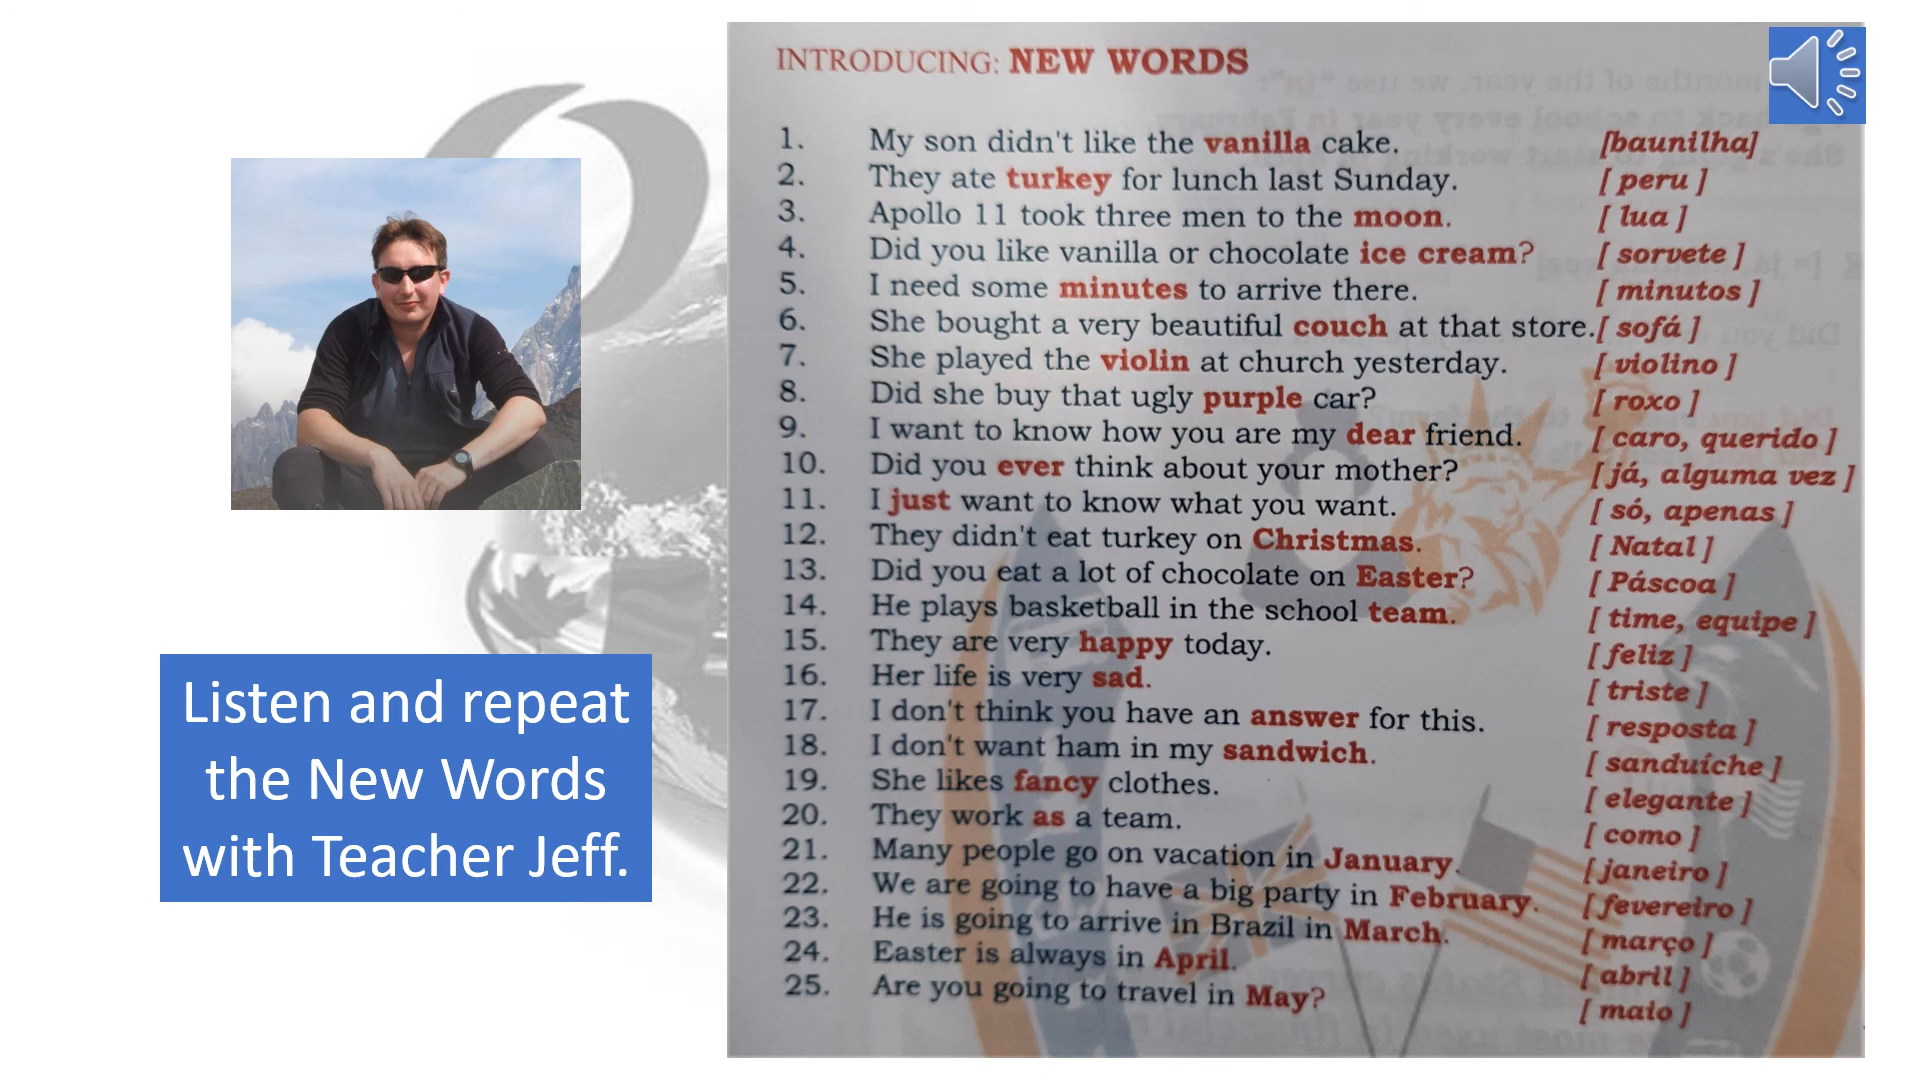 INTRODUCING: NEW WORDS
1. My son didn't like the vanilla cake. [baunilha]
2. They ate turkey for lunch last Sunday. [ peru ]
3. Apollo 11 took three men to the moon. [ lua ]
4. Did you like vanilla or chocolate ice cream? [ sorvete ]
5. I need some minutes to arrive there. [ minutos ]
6. She bought a very beautiful couch at that store. [ sofá ]
7. She played the violin at church yesterday. [ violino ]
8. Did she buy that ugly purple car? [ roxo ]
9. I want to know how you are my dear friend. [ caro, querido ]
10. Did you ever think about your mother? [ já, alguma vez ]
11. I just want to know what you want. [ só, apenas ]
12. They didn't eat turkey on Christmas. [ Natal ]
13. Did you eat a lot of chocolate on Easter? [ Páscoa ]
14. He plays basketball in the school team. [ time, equipe ]
15. They are very happy today. [ feliz ]
16. Her life is very sad. [ triste ]
17. I don't think you have an answer for this. [ resposta ]
18. I don't want ham in my sandwich. [ sanduíche ]
19. She likes fancy clothes. [ elegante ]
20. They work as a team. [ como ]
21. Many people go on vacation in January. [ janeiro ]
22. We are going to have a big party in February. [ fevereiro ]
23. He is going to arrive in Brazil in March. [ março ]
24. Easter is always in April. [ abril ]
25. Are you going to travel in May? [ maio ]
Listen and repeat
the New Words
with Teacher Jeff.